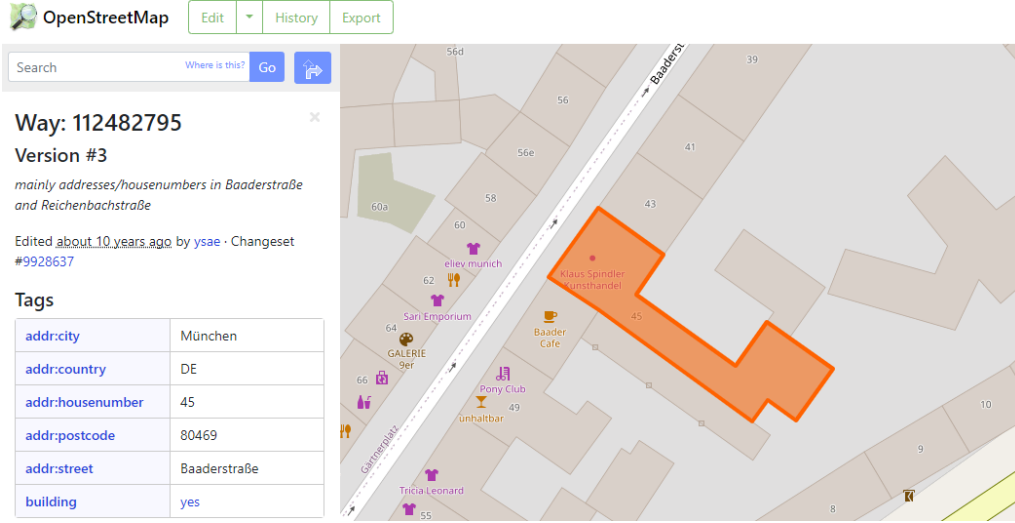 OpenStreetMap
Edit
History
Export
Search
Where is this?
Go
Way: 112482795
Version #3
mainly addresses/housenumbers in Baaderstraße
and Reichenbachstraße
Edited about 10 years ago by ysae · Changeset
#9928637
Tags
addr:city München
addr:country DE
addr:housenumber 45
addr:postcode 80469
addr:street Baaderstraße
building yes
56d
Baaderst
39
56
56e
41
58
60a
43
60
eliev munich
Klaus Spindler
Kunsthandel
62
Sari Emporium
45
64
Baader
Cafe
GALERIE
9er
66
Pony Club
49
unhaltbar
10
Gärtnerplatz
9
Tricia Leonard
8
55